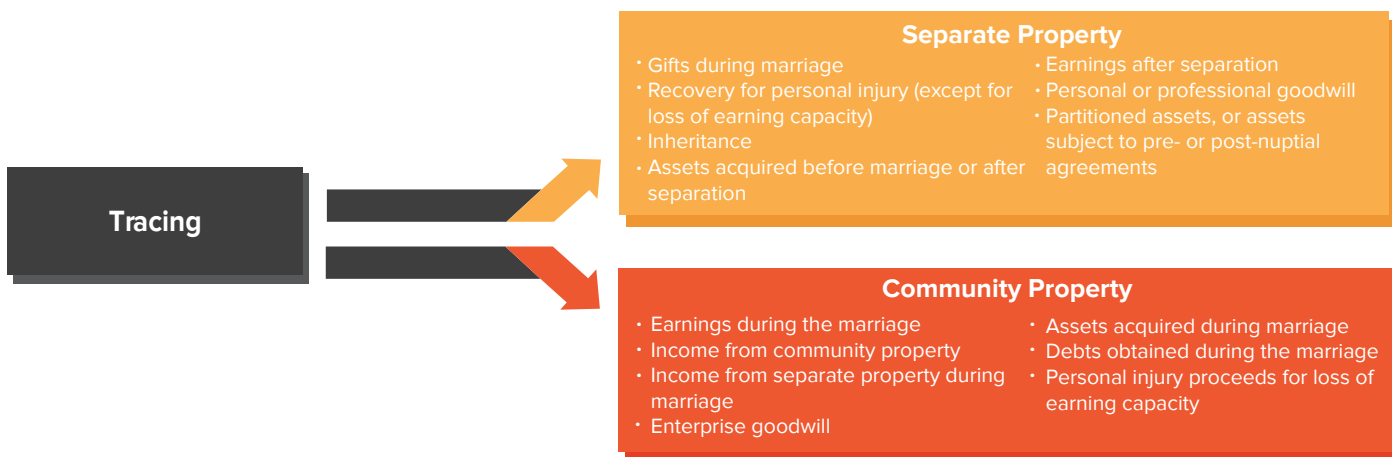 Tracing
Separate Property
· Gifts during marriage
· Recovery for personal injury (except for
loss of earning capacity)
· Inheritance
· Assets acquired before marriage or after
separation
· Earnings after separation
· Personal or professional goodwill
· Partitioned assets, or assets
subject to pre- or post-nuptial
agreements
Community Property
· Earnings during the marriage
· Income from community property
· Income from separate property during
marriage
· Enterprise goodwill
· Assets acquired during marriage
· Debts obtained during the marriage
· Personal injury proceeds for loss of
earning capacity